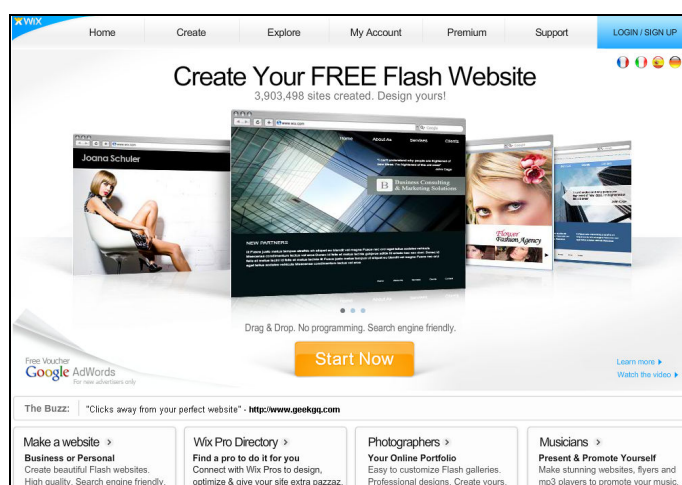 WIX
Home Create Explore My Account Premium Support LOGIN / SIGN UP
Create Your FREE Flash Website
3,903,498 sites created. Design yours!
Joana Schuler
Home About Us Services Clients
B Business Consulting
& Marketing Solutions
NEW PARTNERS
Flower
Fashion Agency
Drag & Drop. No programming. Search engine friendly.
Start Now
Free Voucher
Google AdWords
For new advertisers only
Learn more
Watch the video
The Buzz: "Clicks away from your perfect website" - http://www.geekgq.com
Make a website >
Business or Personal
Create beautiful Flash websites.
High quality. Search engine friendly.
Wix Pro Directory >
Find a pro to do it for you
Connect with Wix Pros to design,
optimize & give your site extra pazzaz.
Photographers >
Your Online Portfolio
Easy to customize Flash galleries.
Professional designs. Create yours.
Musicians >
Present & Promote Yourself
Make stunning websites, flyers and
mp3 players to promote your music.